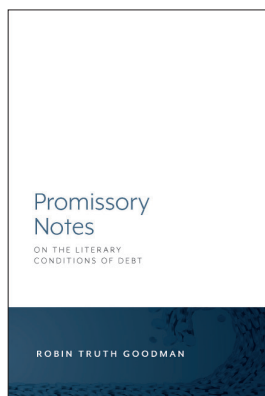 Promissory
Notes
ON THE LITERARY
CONDITIONS OF DEBT
ROBIN TRUTH GOODMAN